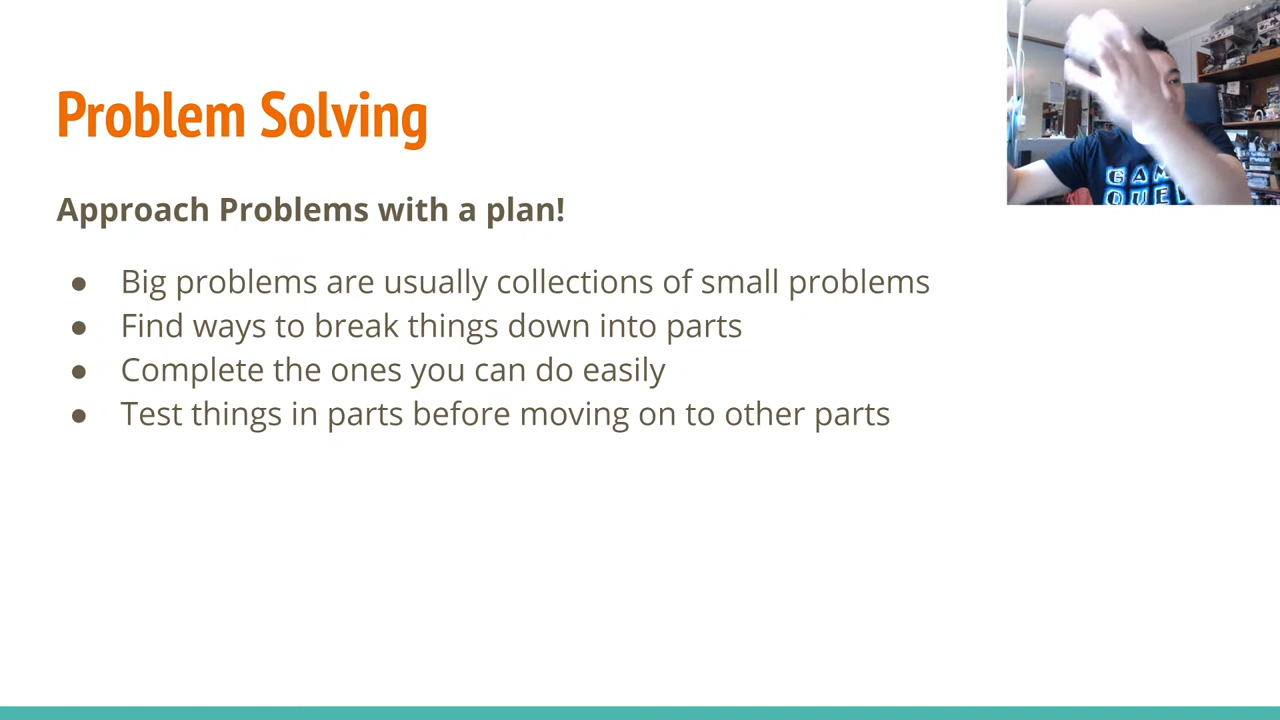 Problem Solving
Approach Problems with a plan!
● Big problems are usually collections of small problems
● Find ways to break things down into parts
● Complete the ones you can do easily
● Test things in parts before moving on to other parts